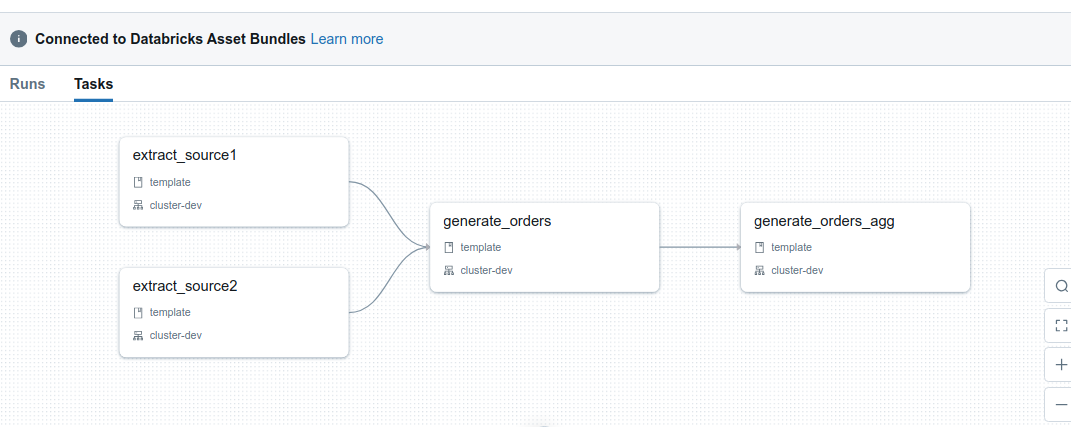 Connected to Databricks Asset Bundles Learn more
Runs Tasks
extract_source1
template
cluster-dev
extract_source2
template
cluster-dev
generate_orders
template
cluster-dev
generate_orders_agg
template
cluster-dev